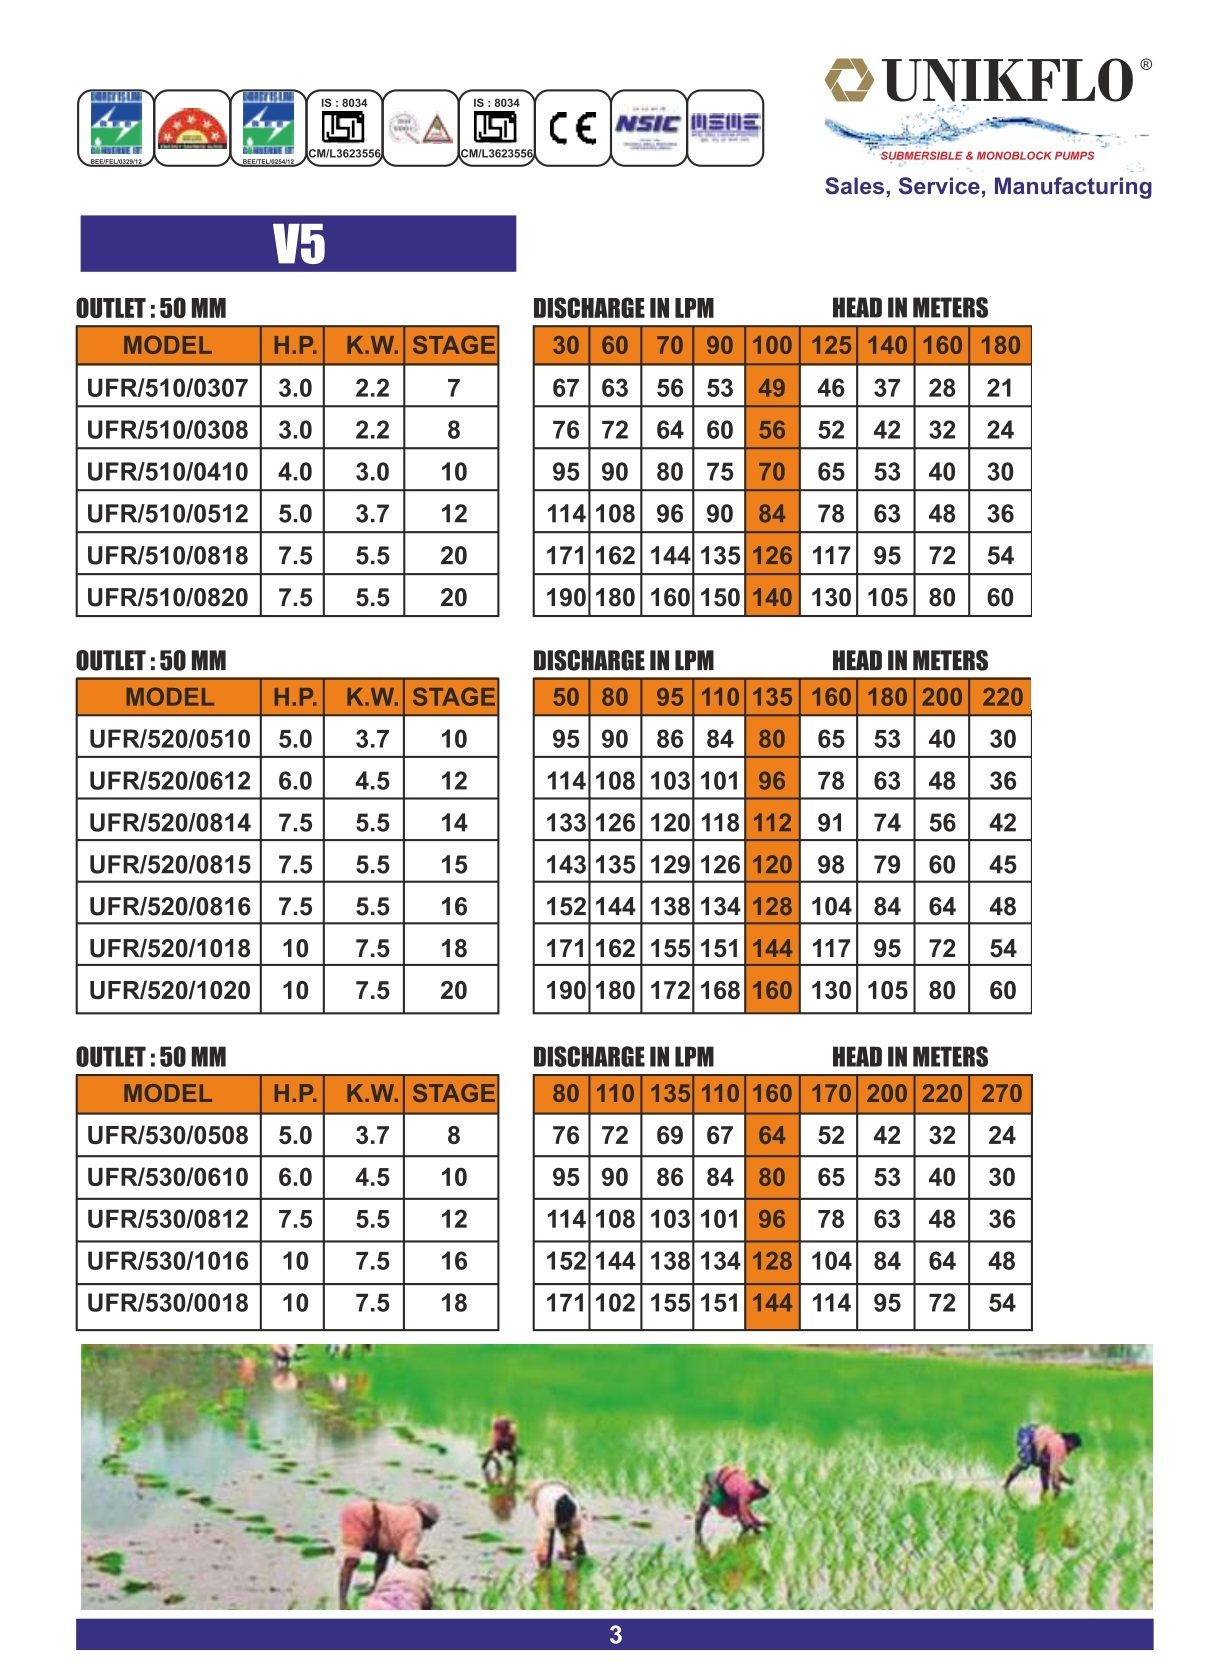 UNIKFLO ®
SUBMERSIBLE & MONOBLOCK PUMPS
Sales, Service, Manufacturing
BEE/FEL/0329/12
BEE/TEL/0254/12
IS : 8034
CM/L3623556
IS : 8034
CM/L3623556
CE
NSIC
MSME
V5
OUTLET : 50 MM DISCHARGE IN LPM HEAD IN METERS
MODEL H.P. K.W. STAGE 30 60 70 90 100 125 140 160 180
UFR/510/0307 3.0 2.2 7 67 63 56 53 49 46 37 28 21
UFR/510/0308 3.0 2.2 8 76 72 64 60 56 52 42 32 24
UFR/510/0410 4.0 3.0 10 95 90 80 75 70 65 53 40 30
UFR/510/0512 5.0 3.7 12 114 108 96 90 84 78 63 48 36
UFR/510/0818 7.5 5.5 20 171 162 144 135 126 117 95 72 54
UFR/510/0820 7.5 5.5 20 190 180 160 150 140 130 105 80 60
OUTLET : 50 MM DISCHARGE IN LPM HEAD IN METERS
MODEL H.P. K.W. STAGE 50 80 95 110 135 160 180 200 220
UFR/520/0510 5.0 3.7 10 95 90 86 84 80 65 53 40 30
UFR/520/0612 6.0 4.5 12 114 108 103 101 96 78 63 48 36
UFR/520/0814 7.5 5.5 14 133 126 120 118 112 91 74 56 42
UFR/520/0815 7.5 5.5 15 143 135 129 126 120 98 79 60 45
UFR/520/0816 7.5 5.5 16 152 144 138 134 128 104 84 64 48
UFR/520/1018 10 7.5 18 171 162 155 151 144 117 95 72 54
UFR/520/1020 10 7.5 20 190 180 172 168 160 130 105 80 60
OUTLET : 50 MM DISCHARGE IN LPM HEAD IN METERS
MODEL H.P. K.W. STAGE 80 110 135 110 160 170 200 220 270
UFR/530/0508 5.0 3.7 8 76 72 69 67 64 52 42 32 24
UFR/530/0610 6.0 4.5 10 95 90 86 84 80 65 53 40 30
UFR/530/0812 7.5 5.5 12 114 108 103 101 96 78 63 48 36
UFR/530/1016 10 7.5 16 152 144 138 134 128 104 84 64 48
UFR/530/0018 10 7.5 18 171 102 155 151 144 114 95 72 54
3